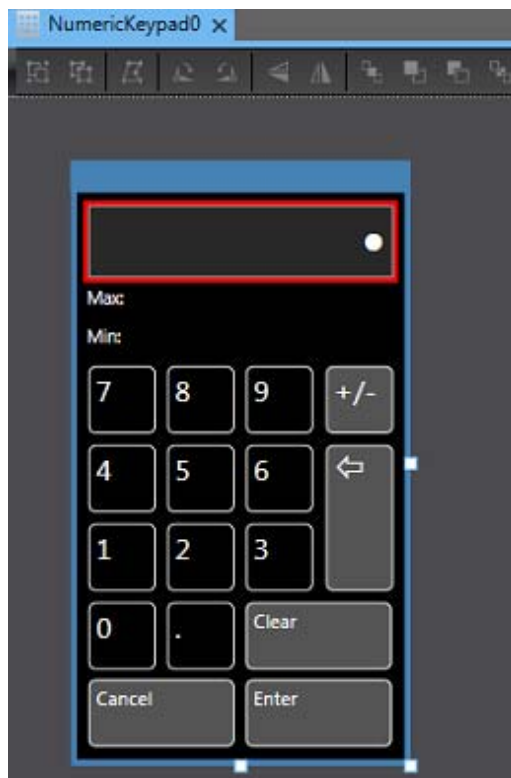 NumericKeypad0 ×
Max:
Min:
7 8 9 +/-
4 5 6
1 2 3
0 . Clear
Cancel Enter